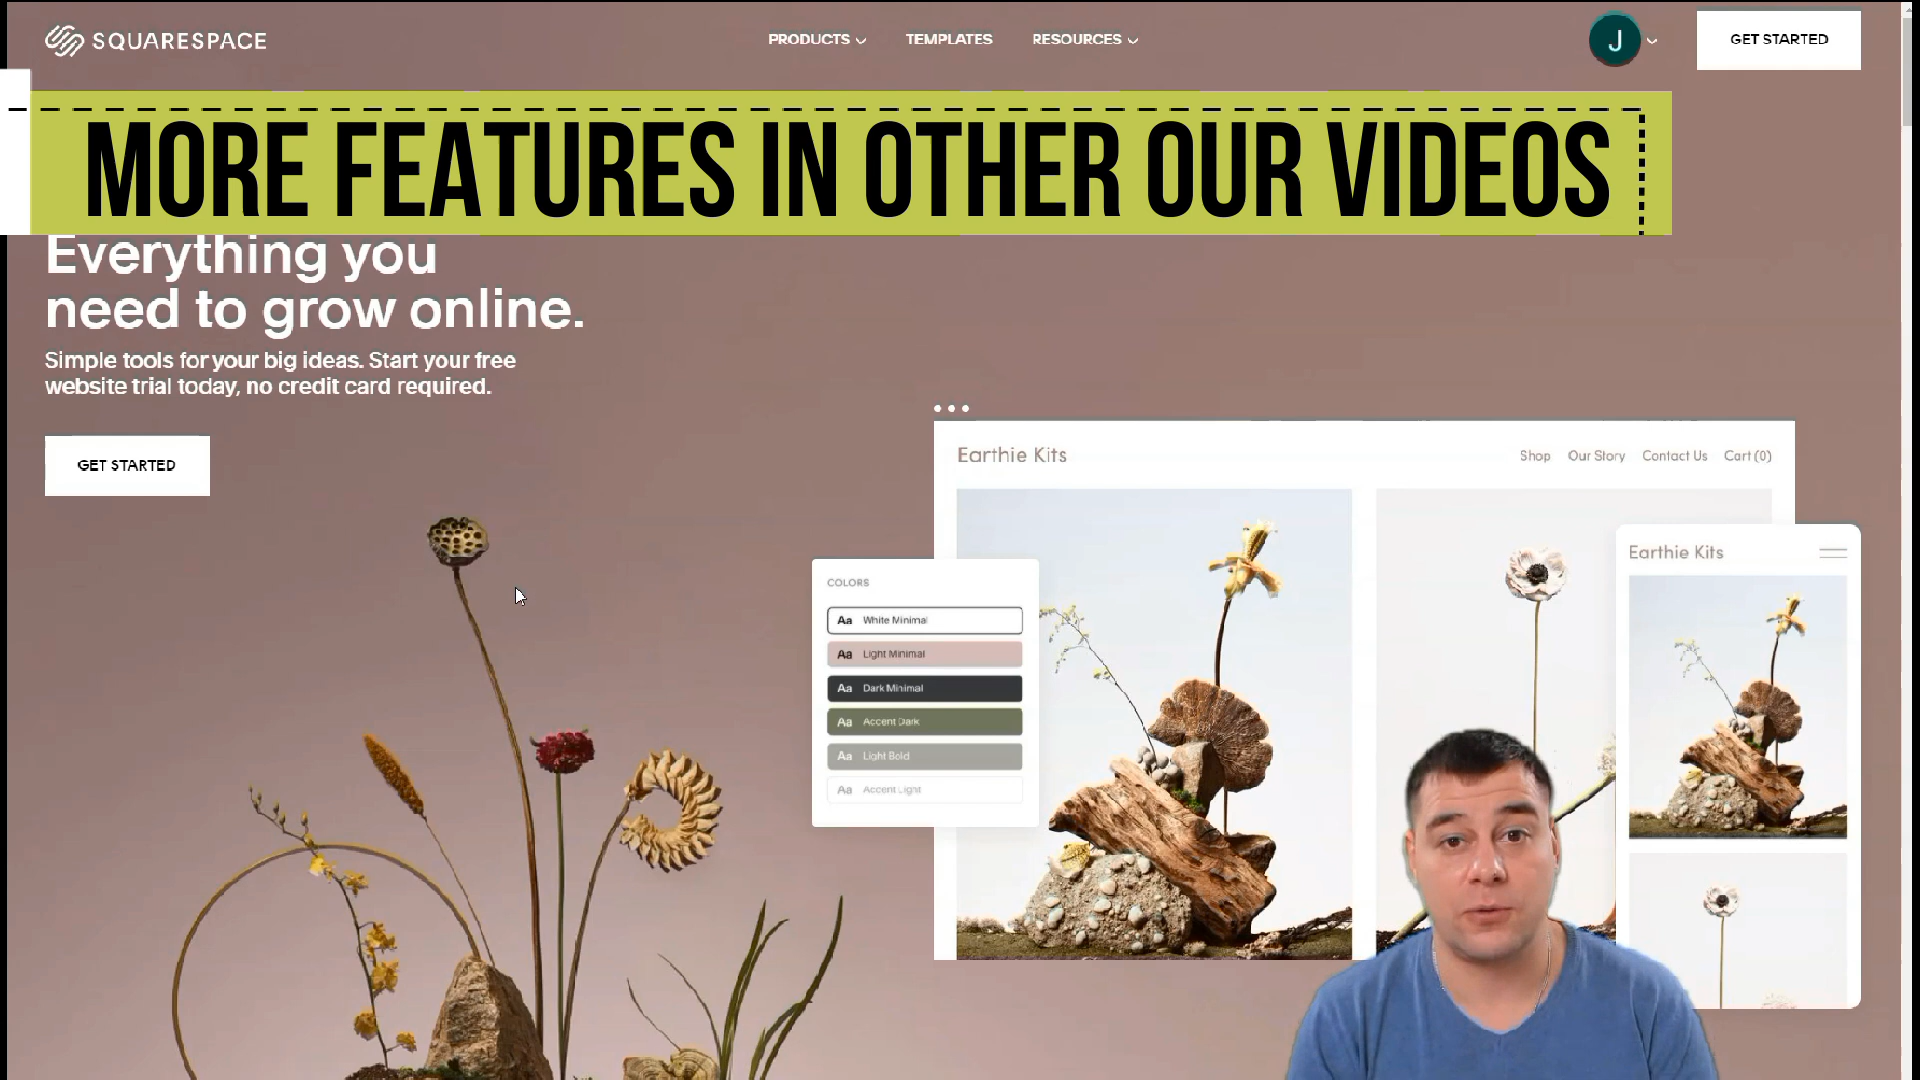 SQUARESPACE
PRODUCTS
TEMPLATES
RESOURCES
J
GET STARTED
MORE FEATURES IN OTHER OUR VIDEOS
Everything you
need to grow online.
Simple tools for your big ideas. Start your free
website trial today, no credit card required.
GET STARTED
Earthie Kits
Shop
Our Story
Contact Us
Cart (0)
COLORS
Aa White Minimal
Aa Light Minimal
Aa Dark Minimal
Aa Accent Dark
Aa Light Bold
Aa Accent Light
Earthie Kits